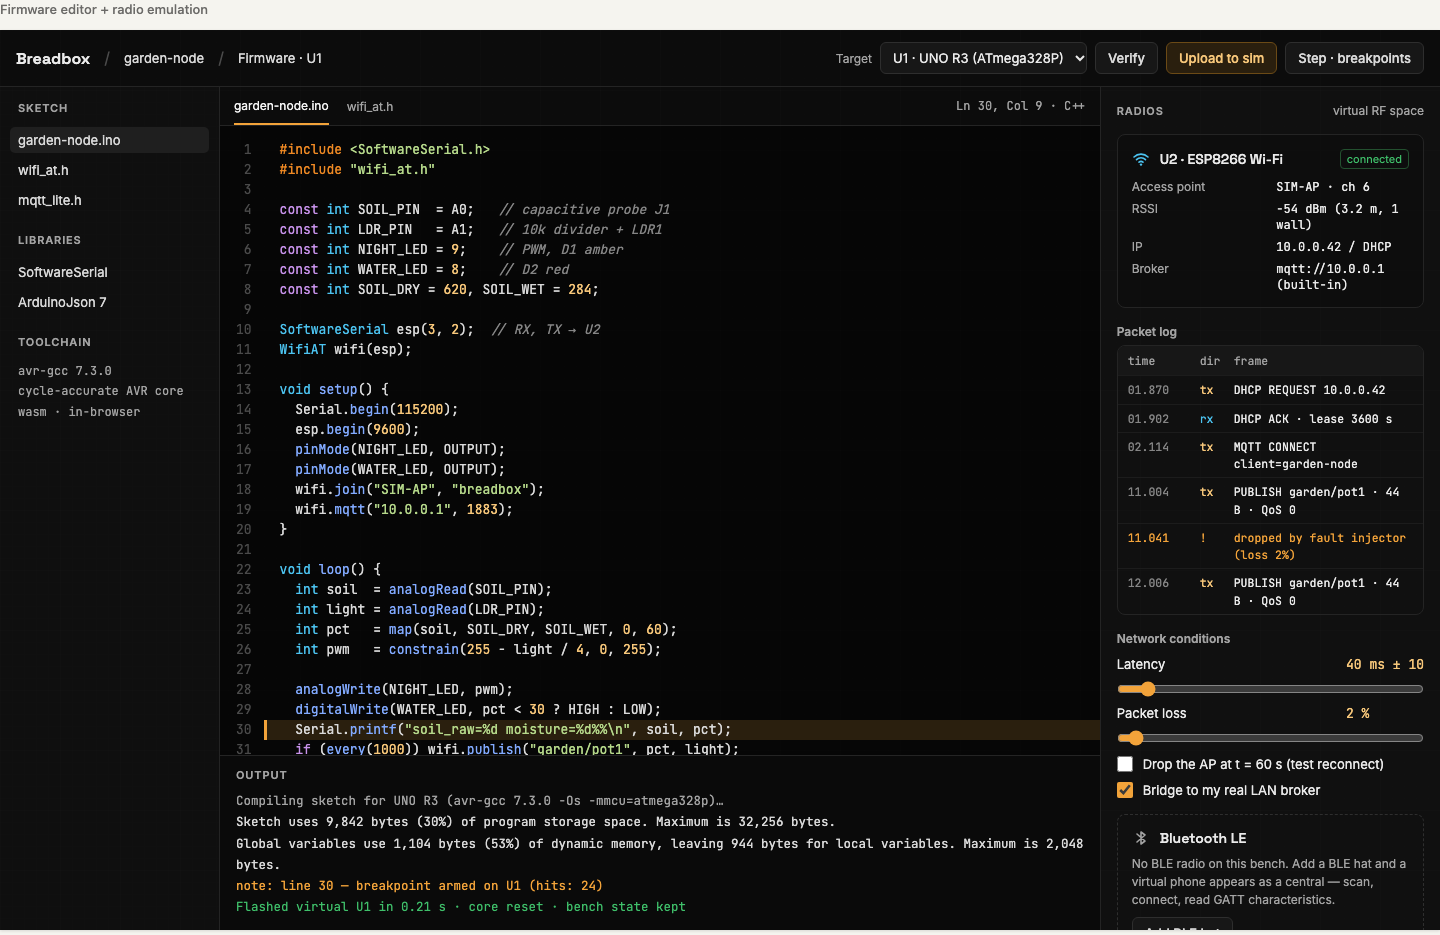 Firmware editor + radio emulation
Breadbox / garden-node / Firmware · U1
Target U1 · UNO R3 (ATmega328P) Verify Upload to sim Step · breakpoints
SKETCH
garden-node.ino
wifi_at.h
mqtt_lite.h
LIBRARIES
SoftwareSerial
ArduinoJson 7
TOOLCHAIN
avr-gcc 7.3.0
cycle-accurate AVR core
wasm · in-browser
garden-node.ino wifi_at.h Ln 30, Col 9 · C++
1 #include <SoftwareSerial.h>
2 #include "wifi_at.h"
3
4 const int SOIL_PIN  = A0;   // capacitive probe J1
5 const int LDR_PIN   = A1;   // 10k divider + LDR1
6 const int NIGHT_LED = 9;    // PWM, D1 amber
7 const int WATER_LED = 8;    // D2 red
8 const int SOIL_DRY = 620, SOIL_WET = 284;
9
10 SoftwareSerial esp(3, 2);  // RX, TX → U2
11 WifiAT wifi(esp);
12
13 void setup() {
14   Serial.begin(115200);
15   esp.begin(9600);
16   pinMode(NIGHT_LED, OUTPUT);
17   pinMode(WATER_LED, OUTPUT);
18   wifi.join("SIM-AP", "breadbox");
19   wifi.mqtt("10.0.0.1", 1883);
20 }
21
22 void loop() {
23   int soil  = analogRead(SOIL_PIN);
24   int light = analogRead(LDR_PIN);
25   int pct   = map(soil, SOIL_DRY, SOIL_WET, 0, 60);
26   int pwm   = constrain(255 - light / 4, 0, 255);
27
28   analogWrite(NIGHT_LED, pwm);
29   digitalWrite(WATER_LED, pct < 30 ? HIGH : LOW);
30   Serial.printf("soil_raw=%d moisture=%d%%\n", soil, pct);
31   if (every(1000)) wifi.publish("garden/pot1", pct, light);
OUTPUT
Compiling sketch for UNO R3 (avr-gcc 7.3.0 -Os -mmcu=atmega328p)…
Sketch uses 9,842 bytes (30%) of program storage space. Maximum is 32,256 bytes.
Global variables use 1,104 bytes (53%) of dynamic memory, leaving 944 bytes for local variables. Maximum is 2,048
bytes.
note: line 30 — breakpoint armed on U1 (hits: 24)
Flashed virtual U1 in 0.21 s · core reset · bench state kept
RADIOS virtual RF space
U2 · ESP8266 Wi-Fi connected
Access point SIM-AP · ch 6
RSSI -54 dBm (3.2 m, 1
wall)
IP 10.0.0.42 / DHCP
Broker mqtt://10.0.0.1
(built-in)
Packet log
time dir frame
01.870 tx DHCP REQUEST 10.0.0.42
01.902 rx DHCP ACK · lease 3600 s
02.114 tx MQTT CONNECT
client=garden-node
11.004 tx PUBLISH garden/pot1 · 44
B · QoS 0
11.041 ! dropped by fault injector
(loss 2%)
12.006 tx PUBLISH garden/pot1 · 44
B · QoS 0
Network conditions
Latency 40 ms ± 10
Packet loss 2 %
Drop the AP at t = 60 s (test reconnect)
Bridge to my real LAN broker
Bluetooth LE
No BLE radio on this bench. Add a BLE hat and a
virtual phone appears as a central — scan,
connect, read GATT characteristics.